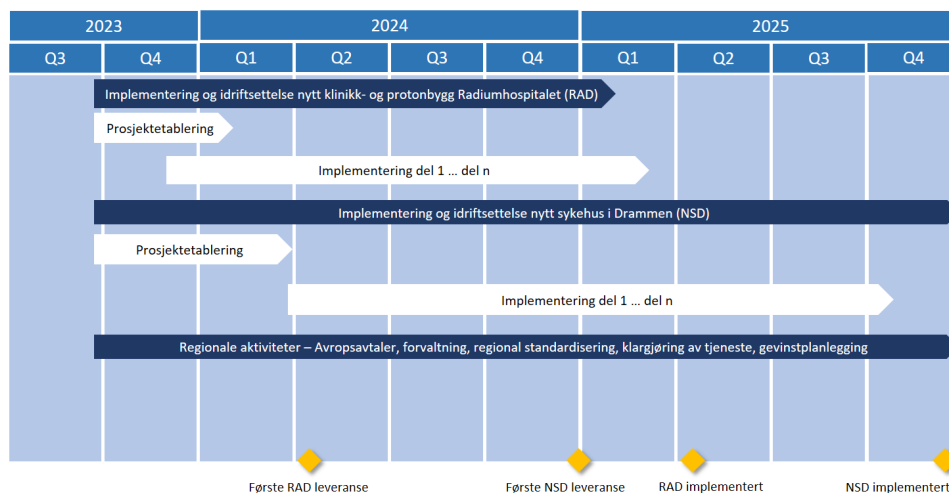 2023 2024 2025
Q3 Q4 Q1 Q2 Q3 Q4 Q1 Q2 Q3 Q4
Implementering og idriftsettelse nytt klinikk- og protonbygg Radiumhospitalet (RAD)
Prosjektetablering
Implementering del 1 ... del n
Implementering og idriftsettelse nytt sykehus i Drammen (NSD)
Prosjektetablering
Implementering del 1 ... del n
Regionale aktiviteter – Avropsavtaler, forvaltning, regional standardisering, klargjøring av tjeneste, gevinstplanlegging
Første RAD leveranse Første NSD leveranse RAD implementert NSD implementert